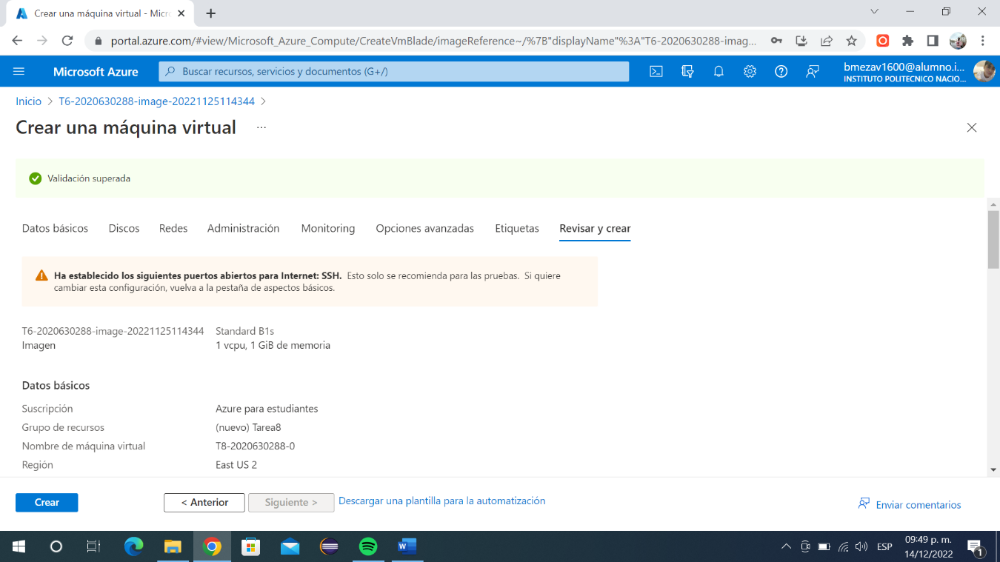 Crear una máquina virtual - Micr
portal.azure.com/#view/Microsoft_Azure_Compute/CreateVmBlade/imageReference~/%7B"displayName"%3A"T6-2020630288-imag...
Microsoft Azure
Buscar recursos, servicios y documentos (G+/)
bmezav1600@alumno.i...
INSTITUTO POLITECNICO NACIO...
Inicio > T6-2020630288-image-20221125114344 >
Crear una máquina virtual ...
Validación superada
Datos básicos Discos Redes Administración Monitoring Opciones avanzadas Etiquetas Revisar y crear
Ha establecido los siguientes puertos abiertos para Internet: SSH. Esto solo se recomienda para las pruebas. Si quiere
cambiar esta configuración, vuelva a la pestaña de aspectos básicos.
T6-2020630288-image-20221125114344 Standard B1s
Imagen 1 vcpu, 1 GiB de memoria
Datos básicos
Suscripción Azure para estudiantes
Grupo de recursos (nuevo) Tarea8
Nombre de máquina virtual T8-2020630288-0
Región East US 2
Crear < Anterior Siguiente > Descargar una plantilla para la automatización Enviar comentarios
ESP 09:49 p. m.
14/12/2022 1